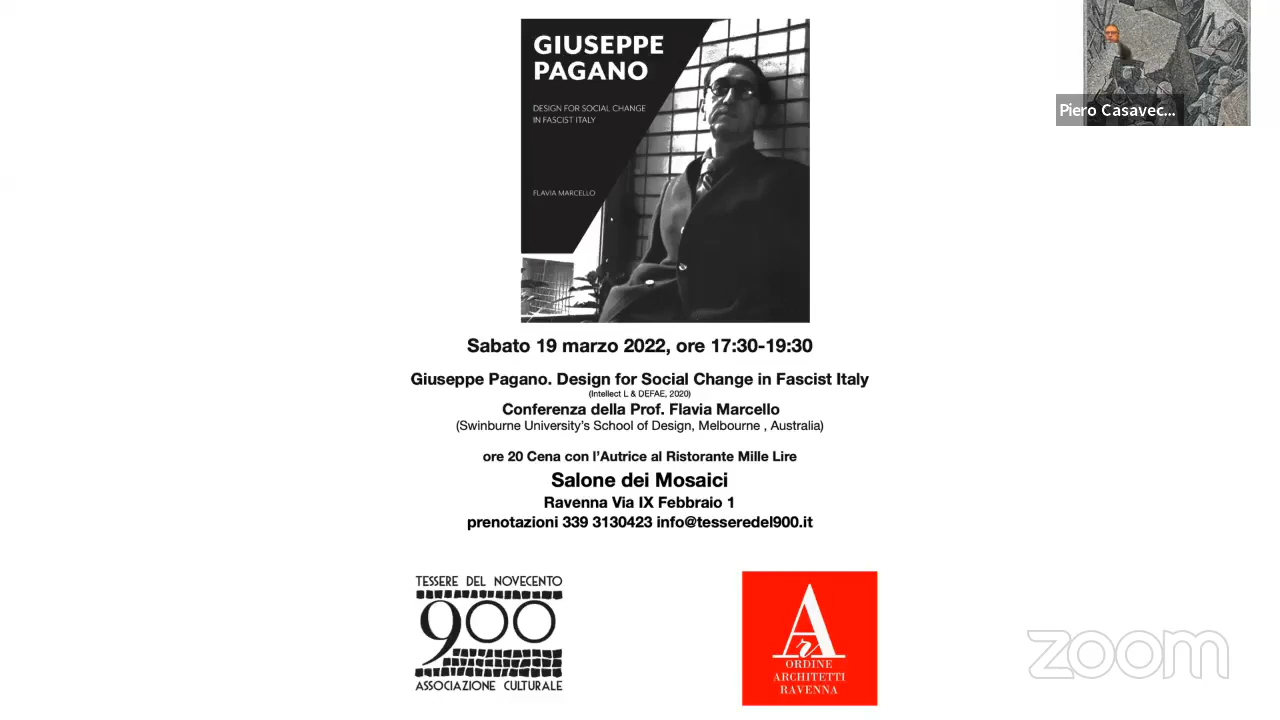 GIUSEPPE
PAGANO
DESIGN FOR SOCIAL CHANGE
IN FASCIST ITALY
FLAVIA MARCELLO
Piero Casavec...
Sabato 19 marzo 2022, ore 17:30-19:30
Giuseppe Pagano. Design for Social Change in Fascist Italy
(Intellect L & DEFAE, 2020)
Conferenza della Prof. Flavia Marcello
(Swinburne University's School of Design, Melbourne , Australia)
ore 20 Cena con l'Autrice al Ristorante Mille Lire
Salone dei Mosaici
Ravenna Via IX Febbraio 1
prenotazioni 339 3130423 info@tesseredel900.it
TESSERE DEL NOVECENTO
900
ASSOCIAZIONE CULTURALE
Ar
ORDINE
ARCHITETTI
RAVENNA
zoom